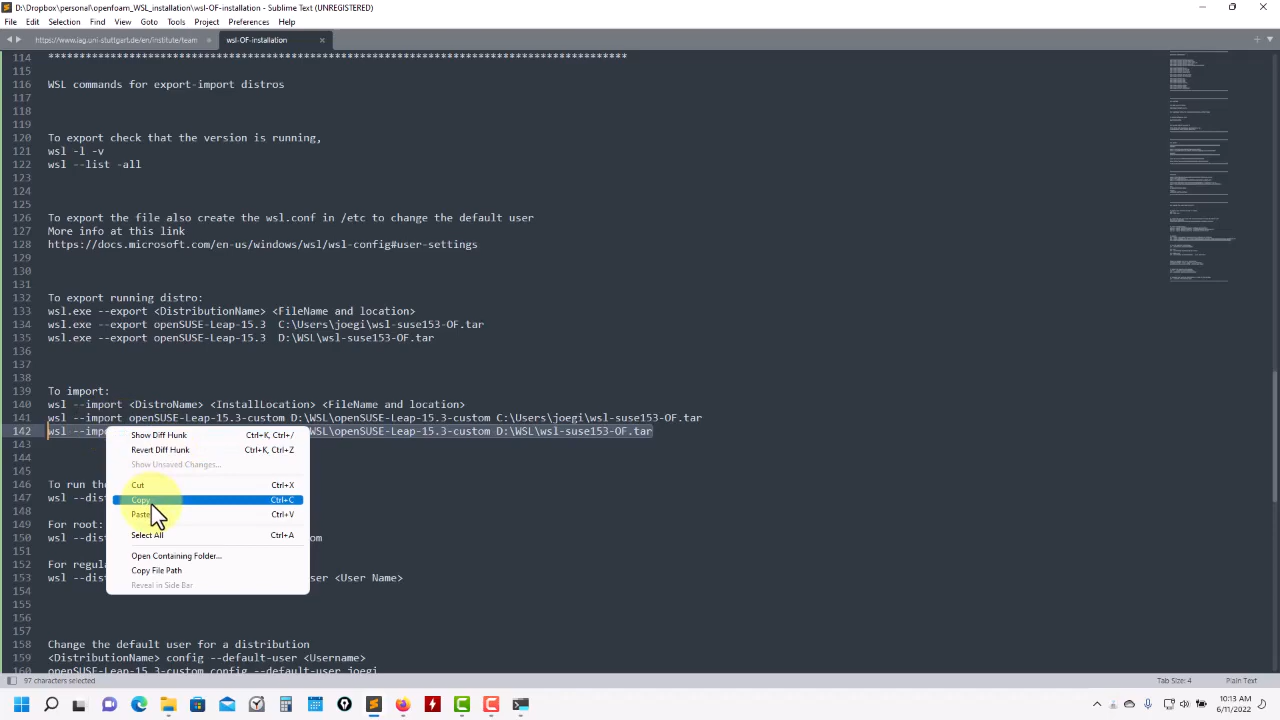 D:\Dropbox\personal\openfoam_WSL_installation\wsl-OF-installation - Sublime Text (UNREGISTERED)
File Edit Selection Find View Goto Tools Project Preferences Help
https://www.iag.uni-stuttgart.de/en/institute/team
wsl-OF-installation
114
115
116 WSL commands for export-import distros
117
118
119
120 To export check that the version is running,
121 wsl -l -v
122 wsl --list -all
123
124
125
126 To export the file also create the wsl.conf in /etc to change the default user
127 More info at this link
128 https://docs.microsoft.com/en-us/windows/wsl/wsl-config#user-settings
129
130
131
132 To export running distro:
133 wsl.exe --export <DistributionName> <FileName and location>
134 wsl.exe --export openSUSE-Leap-15.3  C:\Users\joegi\wsl-suse153-OF.tar
135 wsl.exe --export openSUSE-Leap-15.3  D:\WSL\wsl-suse153-OF.tar
136
137
138
139 To import:
140 wsl --import <DistroName> <InstallLocation> <FileName and location>
141 wsl --import openSUSE-Leap-15.3-custom D:\WSL\openSUSE-Leap-15.3-custom C:\Users\joegi\wsl-suse153-OF.tar
142 wsl --imp WSL\openSUSE-Leap-15.3-custom D:\WSL\wsl-suse153-OF.tar
143
144
145
146 To run the
147 wsl --dis
148
149 For root:
150 wsl --dis om
151
152 For regula
153 wsl --dis ser <User Name>
154
155
156
157
158 Change the default user for a distribution
159 <DistributionName> config --default-user <Username>
160 openSUSE-Leap-15.3-custom config --default-user joegi
Show Diff Hunk Ctrl+K, Ctrl+/
Revert Diff Hunk Ctrl+K, Ctrl+Z
Show Unsaved Changes...
Cut Ctrl+X
Copy Ctrl+C
Paste Ctrl+V
Select All Ctrl+A
Open Containing Folder...
Copy File Path
Reveal in Side Bar
97 characters selected
Tab Size: 4
Plain Text
10:13 AM
6/11/2022